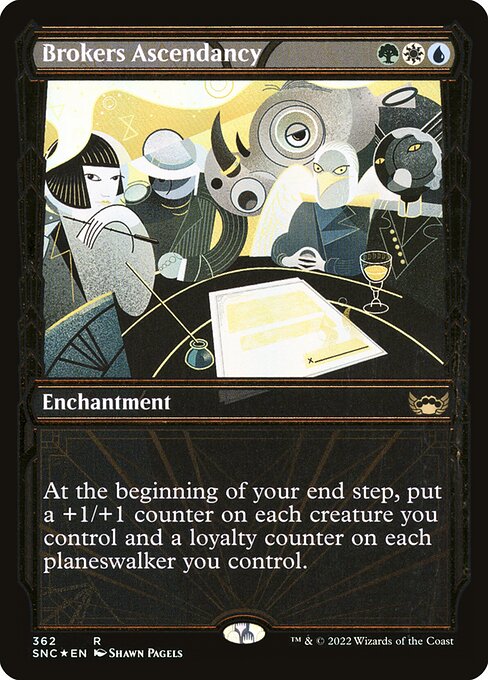 Brokers Ascendancy
x
Enchantment
At the beginning of your end step, put
a +1/+1 counter on each creature you
control and a loyalty counter on each
planeswalker you control.
362 R
SNC★EN Shawn Pagels
™ & © 2022 Wizards of the Coast